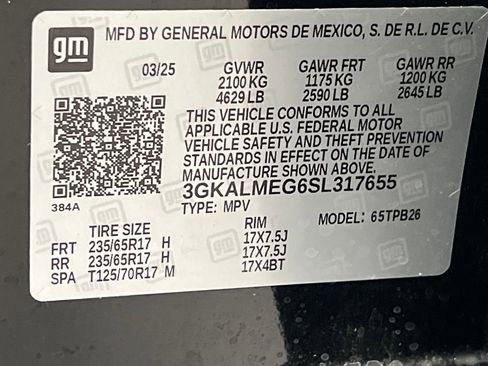 gm
MFD BY GENERAL MOTORS DE MEXICO, S. DE R.L. DE C.V.
03/25 GVWR GAWR FRT GAWR RR
2100 KG 1175 KG 1200 KG
4629 LB 2590 LB 2645 LB
THIS VEHICLE CONFORMS TO ALL
APPLICABLE U.S. FEDERAL MOTOR
VEHICLE SAFETY AND THEFT PREVENTION
STANDARDS IN EFFECT ON THE DATE OF
MANUFACTURE SHOWN ABOVE.
3GKALMEG6SL317655
384A TYPE: MPV MODEL: 65TPB26
TIRE SIZE RIM
FRT 235/65R17 H 17X7.5J
RR 235/65R17 H 17X7.5J
SPA T125/70R17 M 17X4BT